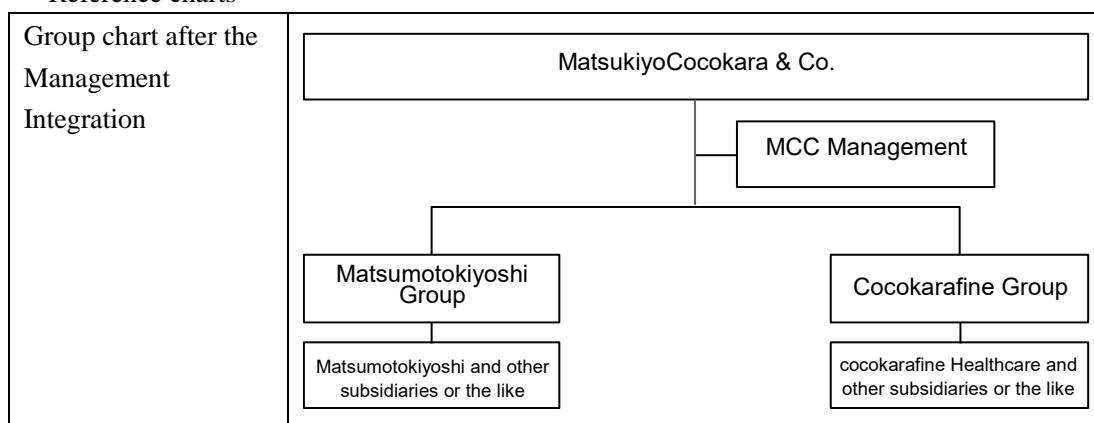 Reference charts
Group chart after the
Management
Integration
MatsukiyoCocokara & Co.
MCC Management
Matsumotokiyoshi
Group
Cocokarafine Group
Matsumotokiyoshi and other
subsidiaries or the like
cocokarafine Healthcare and
other subsidiaries or the like